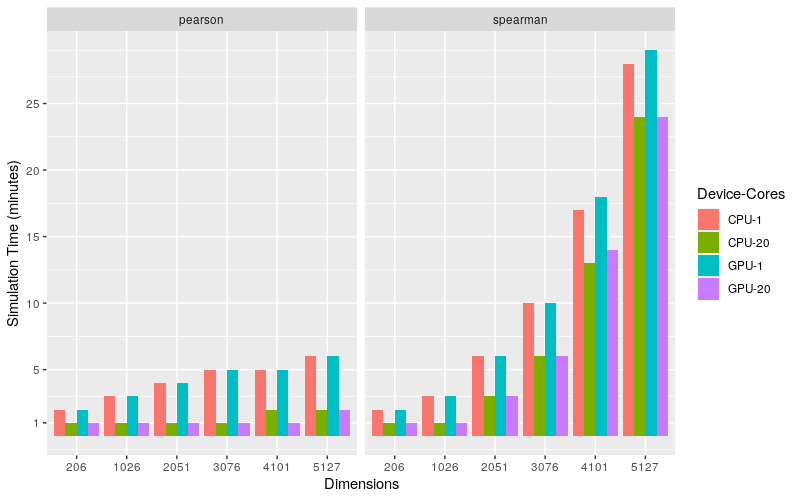 pearson
spearman
Simulation Time (minutes)
25
20
15
10
5
1
206 1026 2051 3076 4101 5127
206 1026 2051 3076 4101 5127
Dimensions
Device-Cores
CPU-1
CPU-20
GPU-1
GPU-20